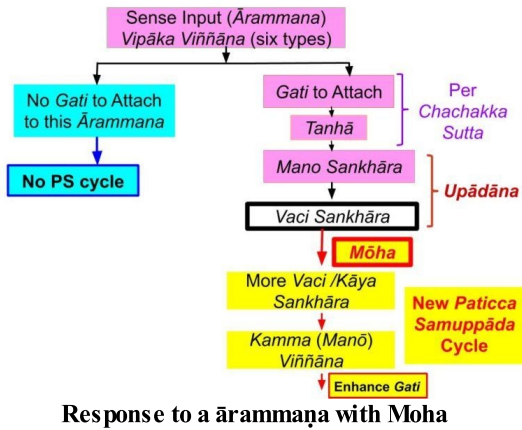 Sense Input (Ārammana)
Vipāka Viññāna (six types)
No Gati to Attach
to this Ārammana
No PS cycle
Gati to Attach
Tanhā
Per
Chachakka
Sutta
Mano Sankhāra
Vaci Sankhāra
Upādāna
Mōha
More Vaci /Kāya
Sankhāra
Kamma (Manō)
Viññāna
Enhance Gati
New Paticca
Samuppāda
Cycle
Response to a ārammaṇa with Moha